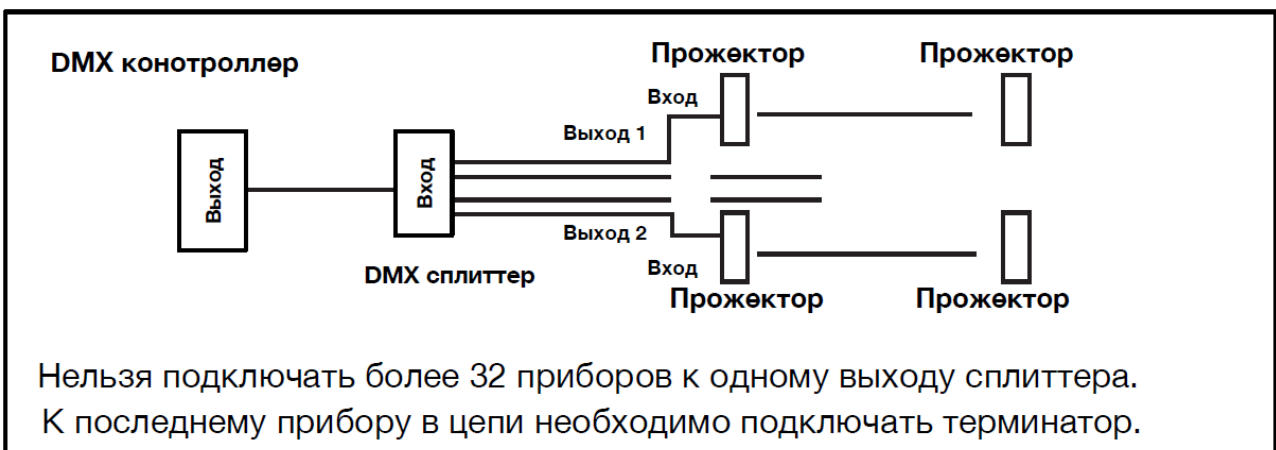 DMX конотроллер
Прожектор
Прожектор
Вход
Выход 1
Выход
Вход
Выход 2
Вход
DMX сплиттер
Прожектор
Прожектор
Нельзя подключать более 32 приборов к одному выходу сплиттера.
К последнему прибору в цепи необходимо подключать терминатор.